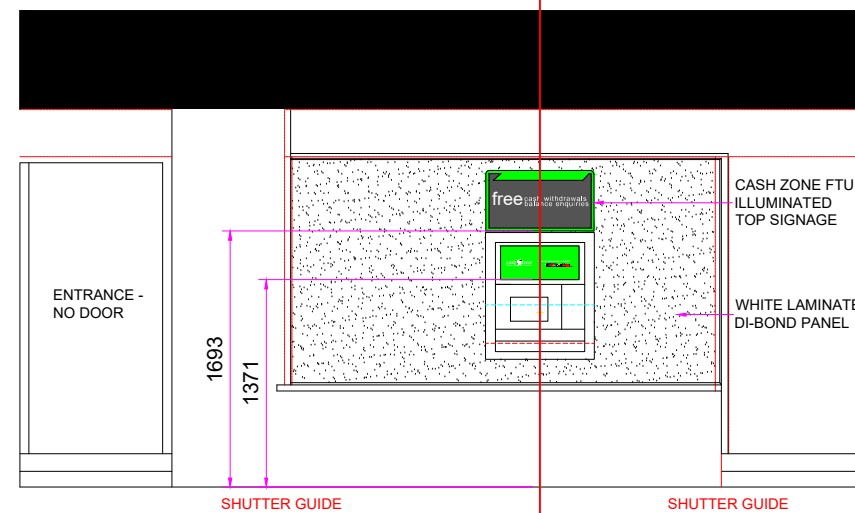 free cash withdrawals
balance enquiries
CASH ZONE FTU
ILLUMINATED
TOP SIGNAGE
ENTRANCE -
NO DOOR
WHITE LAMINATE
DI-BOND PANEL
1693
1371
SHUTTER GUIDE
SHUTTER GUIDE